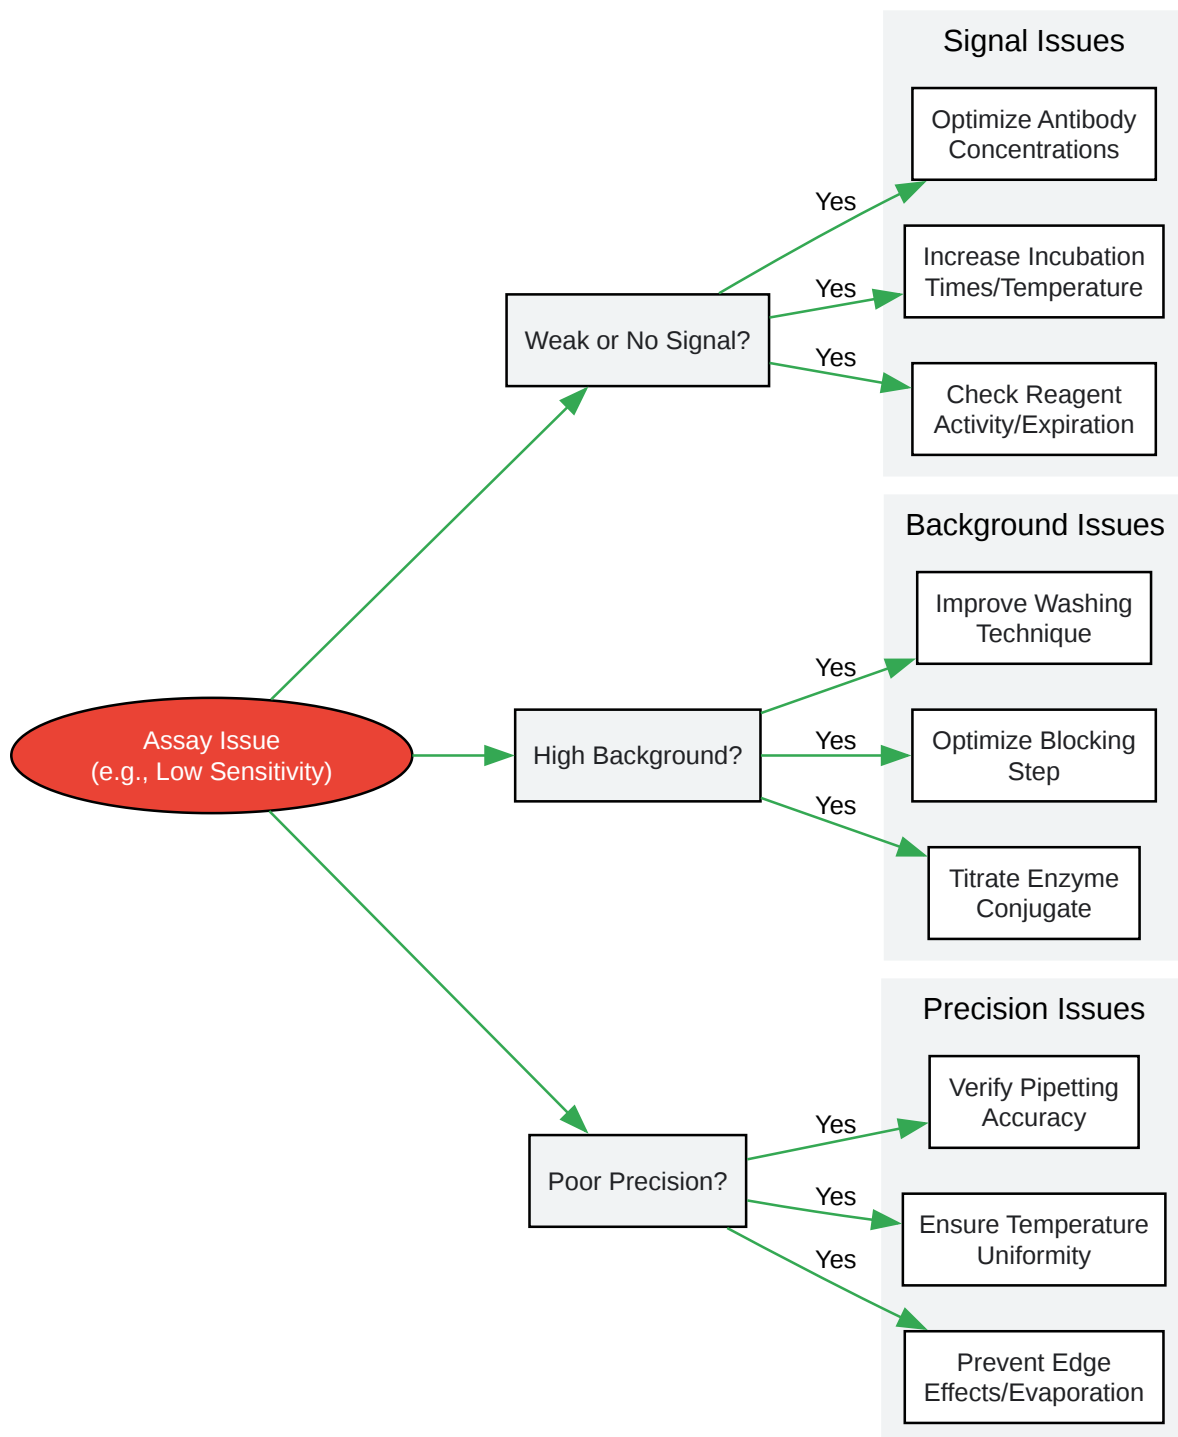 Signal Issues
Optimize Antibody
Concentrations
Yes
Increase Incubation
Times/Temperature
Yes
Weak or No Signal?
Yes
Check Reagent
Activity/Expiration
Background Issues
Improve Washing
Technique
Yes
Assay Issue
(e.g., Low Sensitivity)
High Background?
Yes
Optimize Blocking
Step
Yes
Titrate Enzyme
Conjugate
Precision Issues
Verify Pipetting
Accuracy
Yes
Poor Precision?
Yes
Ensure Temperature
Uniformity
Yes
Prevent Edge
Effects/Evaporation